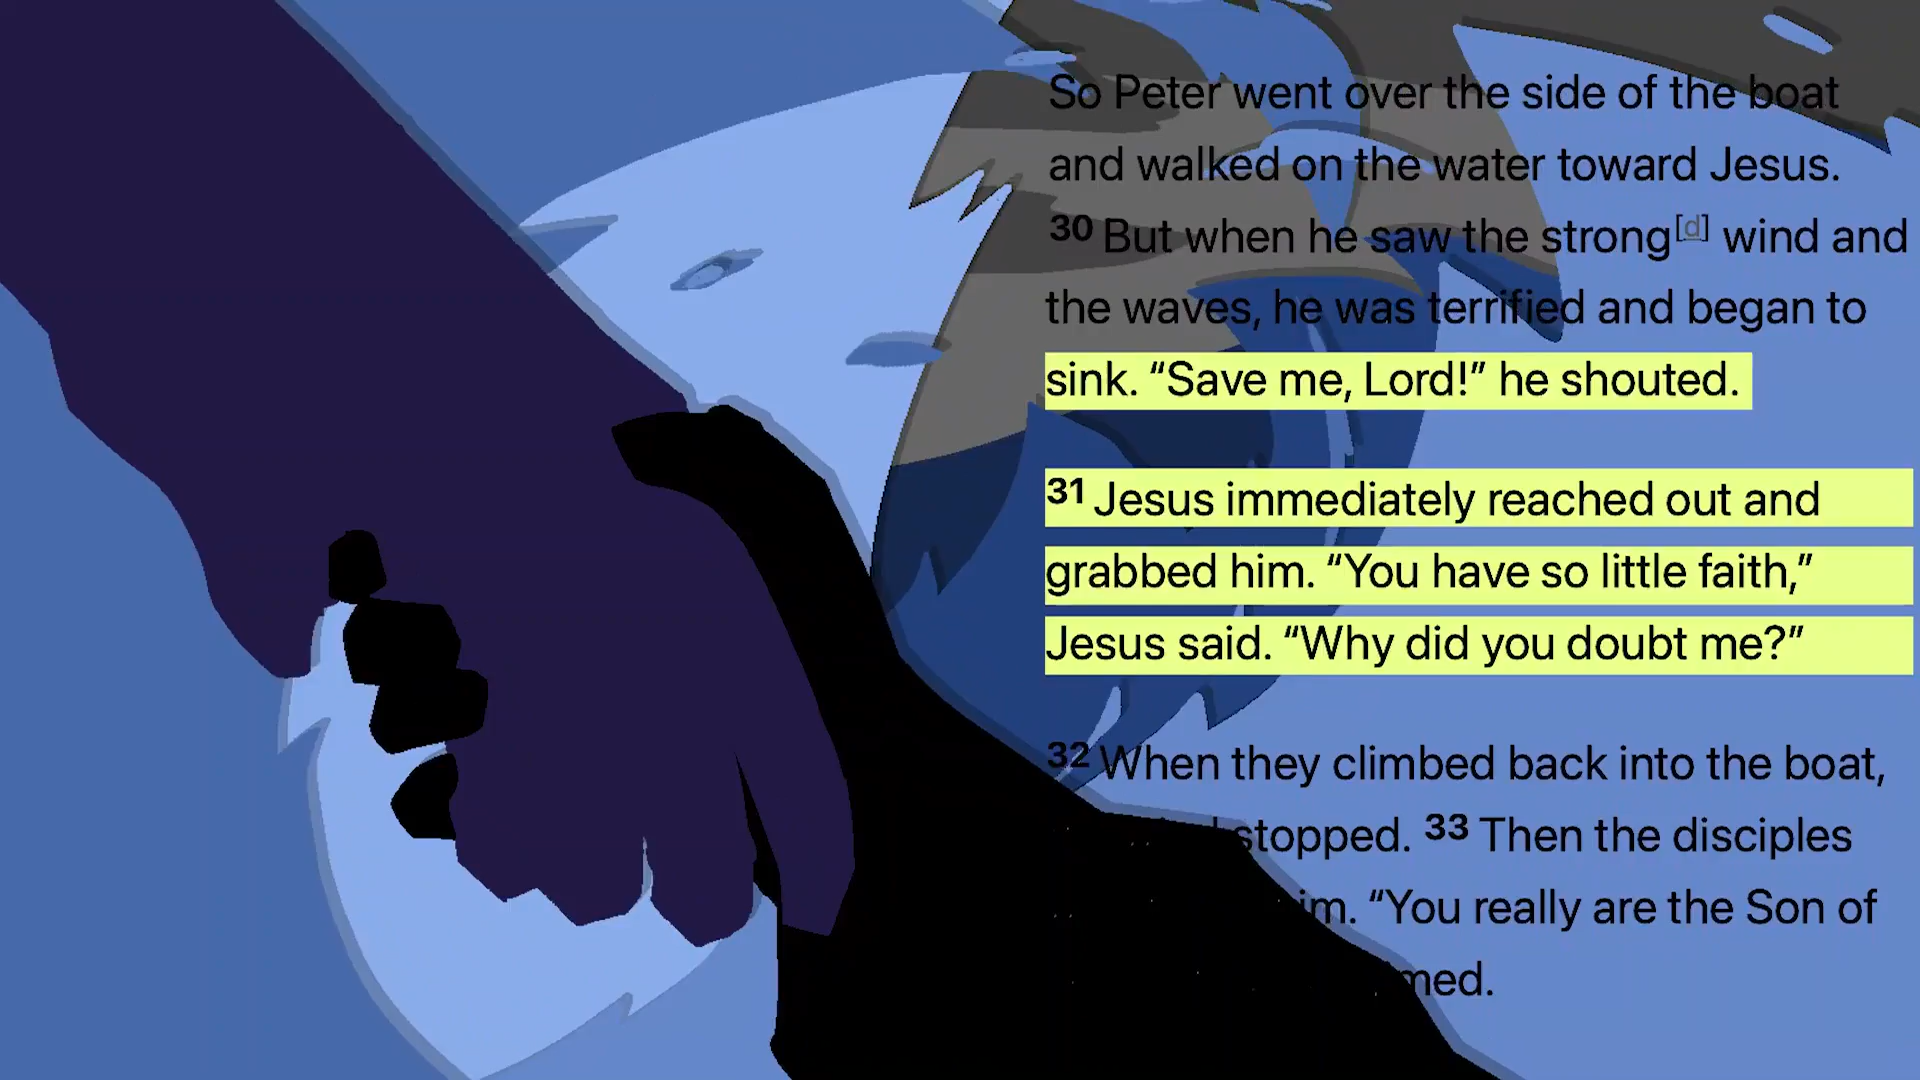 So Peter went over the side of the boat
and walked on the water toward Jesus.
30 But when he saw the strong[d] wind and
the waves, he was terrified and began to
sink. “Save me, Lord!” he shouted.
31 Jesus immediately reached out and
grabbed him. “You have so little faith,”
Jesus said. “Why did you doubt me?”
32 When they climbed back into the boat,
stopped. 33 Then the disciples
“You really are the Son of